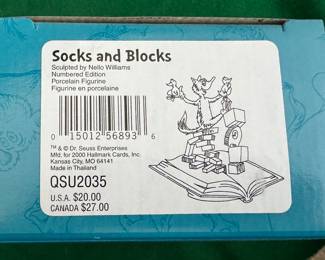 Socks and Blocks
Sculpted by Nello Williams
Numbered Edition
Porcelain Figurine
Figurine en porcelaine
0 15012 56893 6
™ & © Dr. Seuss Enterprises
Mfd. for 2000 Hallmark Cards, Inc.
Kansas City, MO 64141
Made in Thailand
QSU2035
U.S.A. $20.00
CANADA $27.00